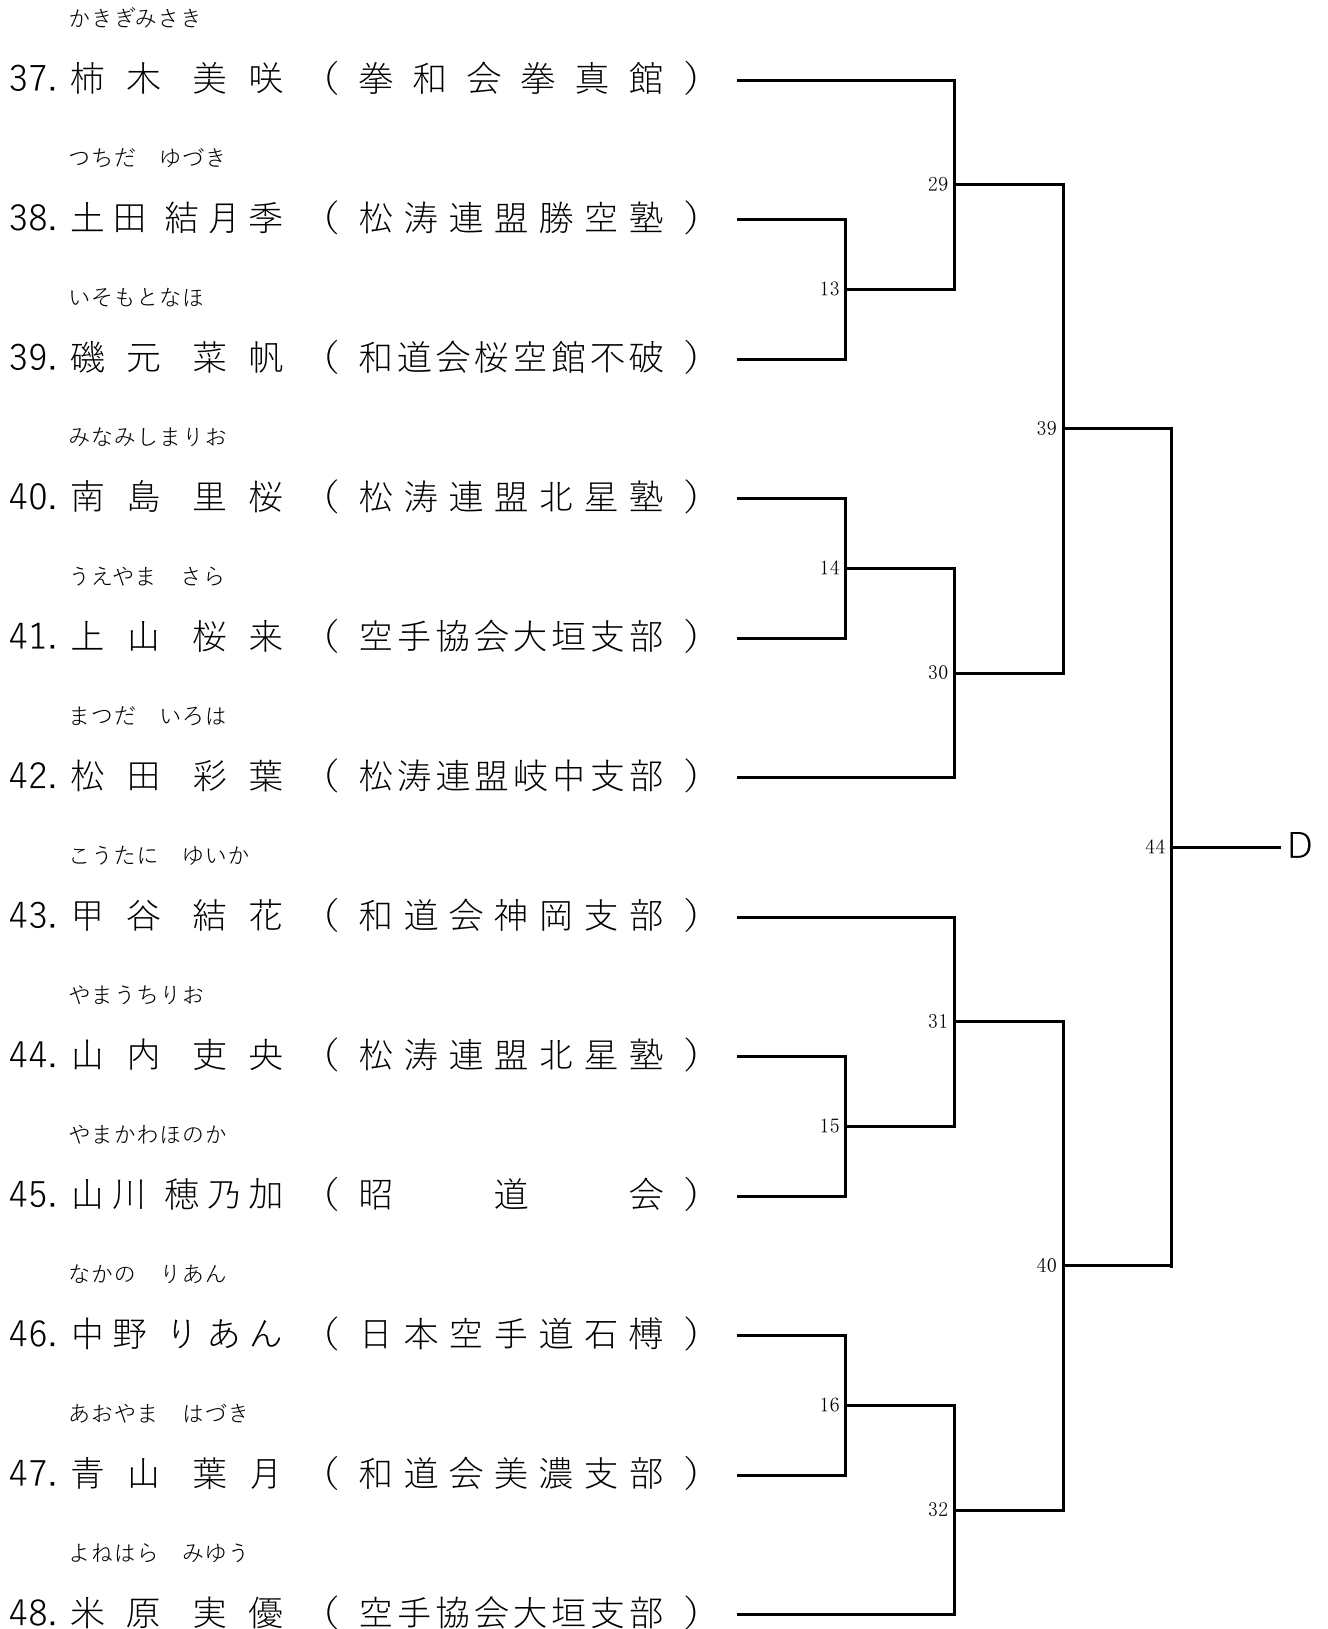 かきぎみさき
37. 柿木 美咲 （拳和会拳真館）
つちだ　ゆづき
29
38. 土田 結月季 （松涛連盟勝空塾）
いそもとなほ
13
39. 磯元 菜帆 （和道会桜空館不破）
みなみしまりお
39
40. 南島 里桜 （松涛連盟北星塾）
うえやま　さら
14
41. 上山 桜来 （空手協会大垣支部）
30
まつだ　いろは
42. 松田 彩葉 （松涛連盟岐中支部）
こうたに　ゆいか
44 D
43. 甲谷 結花 （和道会神岡支部）
やまうちりお
31
44. 山内 吏央 （松涛連盟北星塾）
やまかわほのか
15
45. 山川 穂乃加 （昭道会）
なかの　りあん
40
46. 中野 りあん （日本空手道石榑）
あおやま　はづき
16
47. 青山 葉月 （和道会美濃支部）
32
よねはら　みゆう
48. 米原 実優 （空手協会大垣支部）